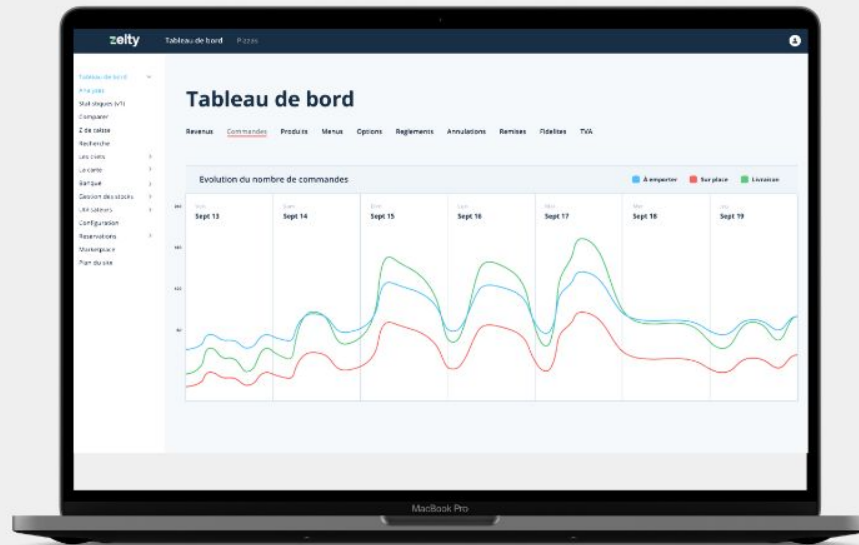 zelty
Tableau de bord
Tableau de bord
Analyses
Statistiques (v1)
Comparer
Z de caisse
Recherche
Les clients
La carte
Banque
Gestion des stocks
Utilisateurs
Configuration
Reservations
Marketplace
Plan du site
Tableau de bord
Revenus Commandes Produits Menus Options Reglements Annulations Remises Fidelites TVA
Evolution du nombre de commandes
À emporter Sur place Livraison
Sept 13 Sept 14 Sept 15 Sept 16 Sept 17 Sept 18 Sept 19
MacBook Pro